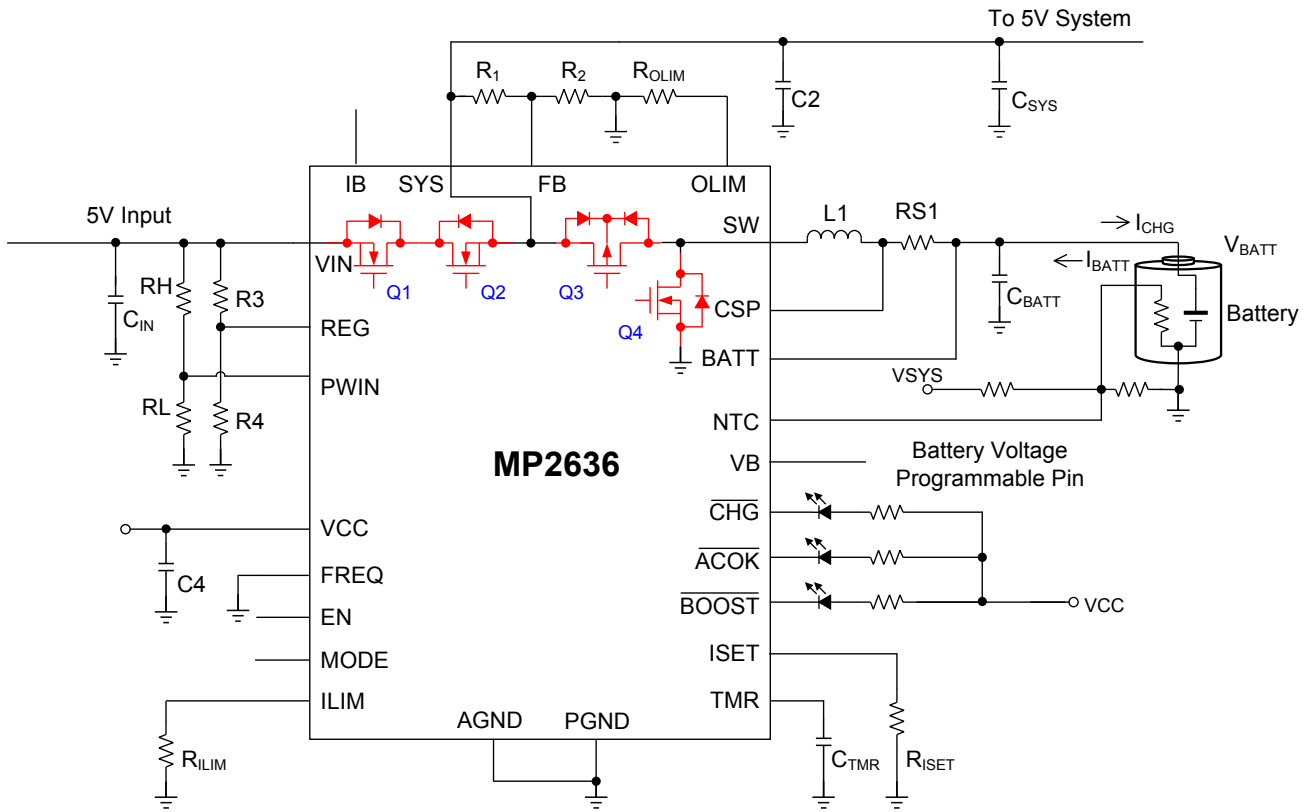 To 5V System
R1
R2
ROLIM
C2
CSYS
IB
SYS
FB
OLIM
5V Input
VIN
SW
L1
RS1
ICHG
IBATT
VBATT
Q1
Q2
Q3
Q4
CIN
RH
R3
REG
CSP
CBATT
Battery
BATT
PWIN
RL
R4
VSYS
NTC
MP2636
VB
Battery Voltage
Programmable Pin
CHG
VCC
ACOK
C4
FREQ
BOOST
VCC
EN
MODE
ISET
ILIM
TMR
AGND
PGND
RILIM
CTMR
RISET